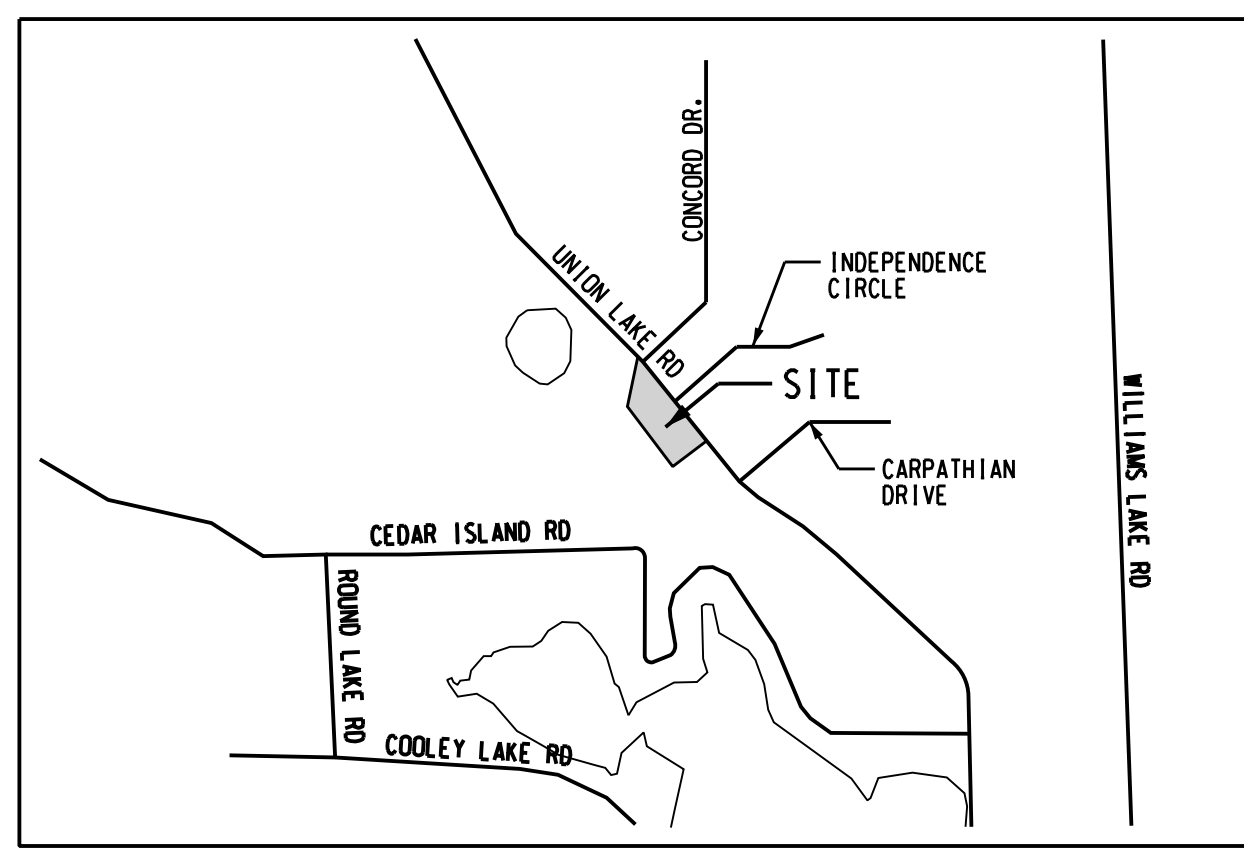 CONCORD DR.
UNION LAKE RD
INDEPENDENCE
CIRCLE
SITE
WILLIAMS LAKE RD
CARPATHIAN
DRIVE
CEDAR ISLAND RD
ROUND LAKE RD
COOLEY LAKE RD